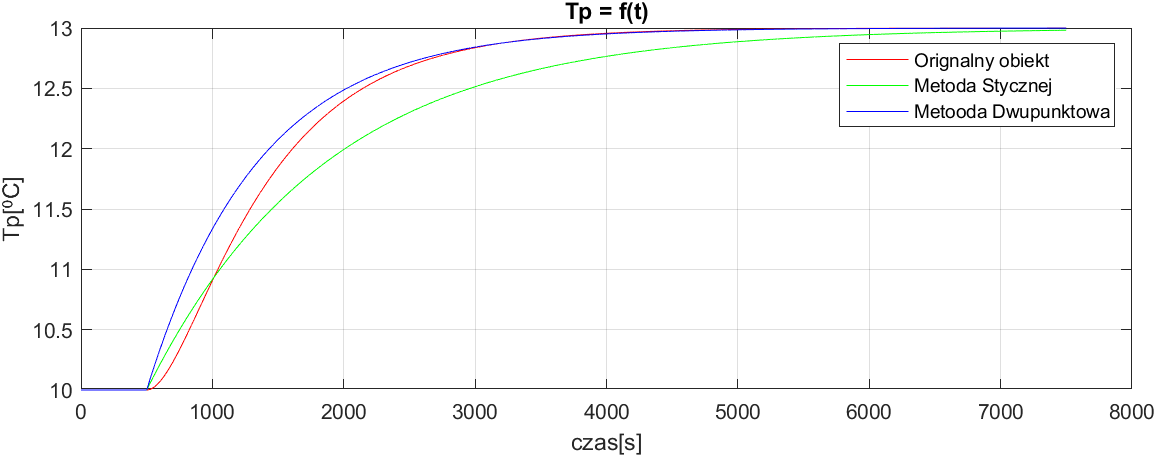 Tp = f(t)
13
12.5
12
11.5
11
10.5
10
Tp[ºC]
Orignalny obiekt
Metoda Stycznej
Metooda Dwupunktowa
0 1000 2000 3000 4000 5000 6000 7000 8000
czas[s]